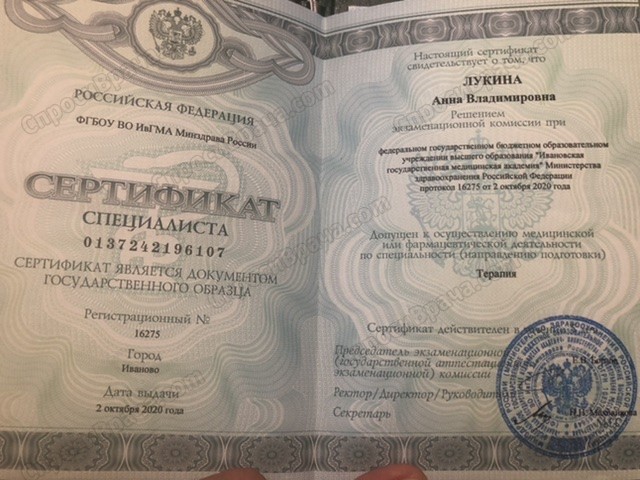 РОССИЙСКАЯ ФЕДЕРАЦИЯ
ФГБОУ ВО ИвГМА Минздрава России
СЕРТИФИКАТ
СПЕЦИАЛИСТА
0137242196107
СЕРТИФИКАТ ЯВЛЯЕТСЯ ДОКУМЕНТОМ
ГОСУДАРСТВЕННОГО ОБРАЗЦА
Регистрационный №
16275
Город
Иваново
Дата выдачи
2 октября 2020 года
Настоящий сертификат
свидетельствует о том, что
ЛУКИНА
Анна Владимировна
Решением
экзаменационной комиссии при
федеральном государственном бюджетном образовательном
учреждении высшего образования "Ивановская
государственная медицинская академия" Министерства
здравоохранения Российской Федерации
протокол 16275 от 2 октября 2020 года
Допущен к осуществлению медицинской
или фармацевтической деятельности
по специальности (направлению подготовки)
Терапия
Сертификат действителен в
Председатель экзаменационной
(государственной
экзаменационной) комиссии
Ректор/Директор/Руководитель
Секретарь